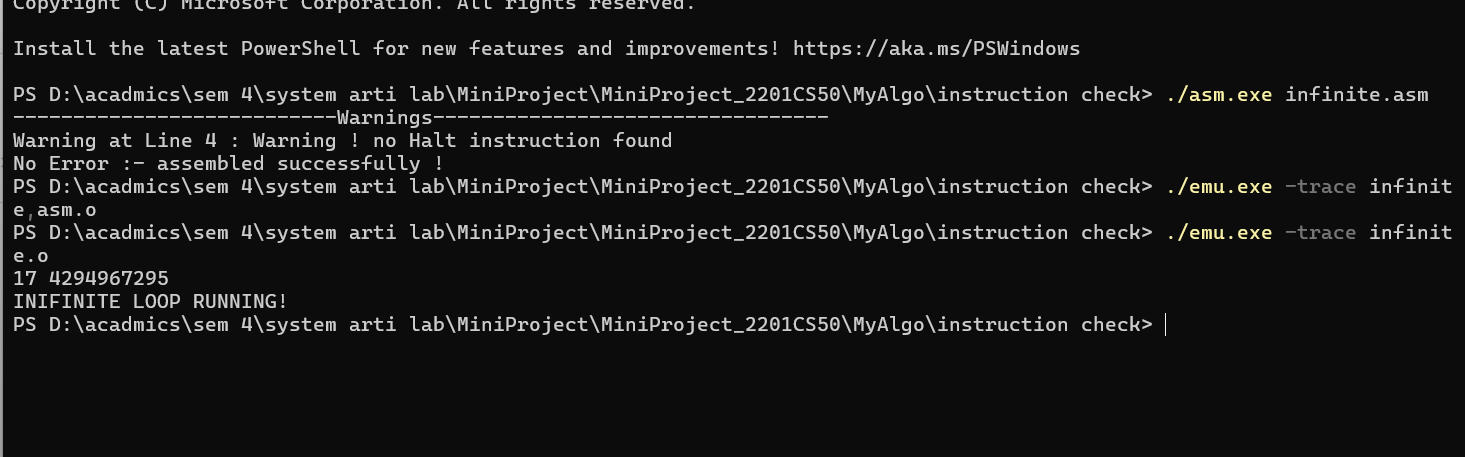 Copyright (C) Microsoft Corporation. All rights reserved.
Install the latest PowerShell for new features and improvements! https://aka.ms/PSWindows
PS D:\acadmics\sem 4\system arti lab\MiniProject\MiniProject_2201CS50\MyAlgo\instruction check> ./asm.exe infinite.asm
---------------------------Warnings---------------------------------
Warning at Line 4 : Warning ! no Halt instruction found
No Error :- assembled successfully !
PS D:\acadmics\sem 4\system arti lab\MiniProject\MiniProject_2201CS50\MyAlgo\instruction check> ./emu.exe -trace infinit
e,asm.o
PS D:\acadmics\sem 4\system arti lab\MiniProject\MiniProject_2201CS50\MyAlgo\instruction check> ./emu.exe -trace infinit
e.o
17 4294967295
INIFINITE LOOP RUNNING!
PS D:\acadmics\sem 4\system arti lab\MiniProject\MiniProject_2201CS50\MyAlgo\instruction check>